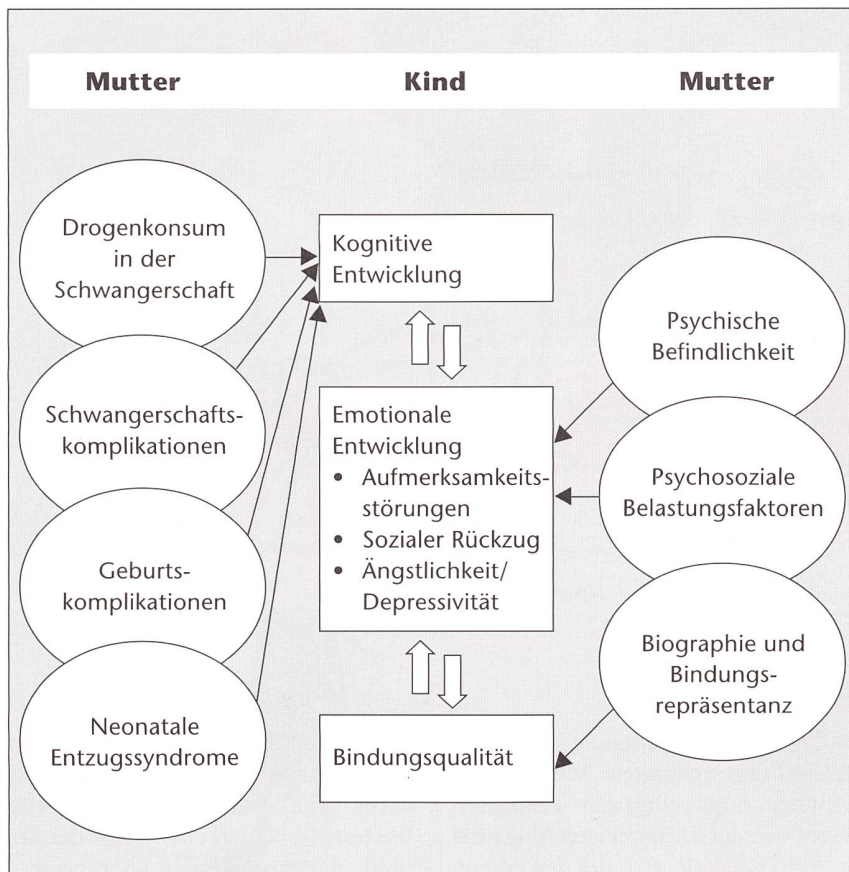 Mutter Kind Mutter
Drogenkonsum
in der
Schwangerschaft
Schwangerschafts-
komplikationen
Geburts-
komplikationen
Neonatale
Entzugssyndrome
Kognitive
Entwicklung
Emotionale
Entwicklung
• Aufmerksamkeits-
störungen
• Sozialer Rückzug
• Ängstlichkeit/
Depressivität
Bindungsqualität
Psychische
Befindlichkeit
Psychosoziale
Belastungsfaktoren
Biographie und
Bindungs-
repräsentanz